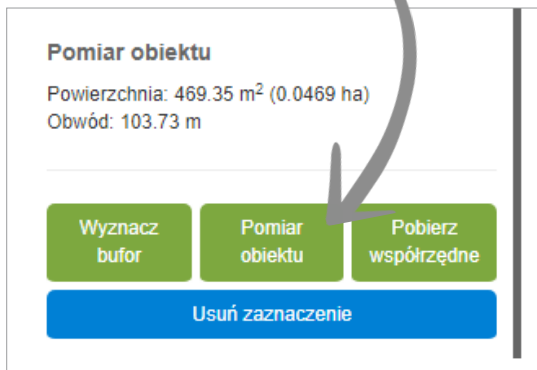 Pomiar obiektu
Powierzchnia: 469.35 m² (0.0469 ha)
Obwód: 103.73 m
Wyznacz bufor
Pomiar obiektu
Pobierz współrzędne
Usuń zaznaczenie